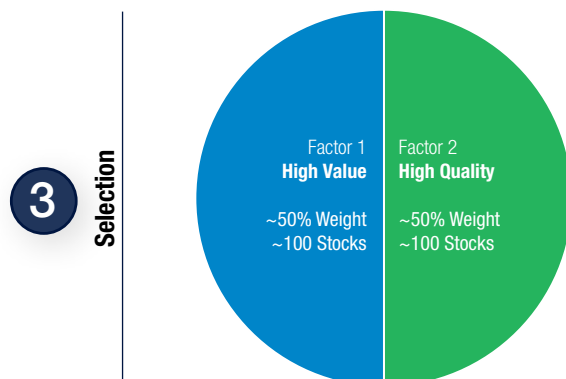 3
Selection
Factor 1
High Value
~50% Weight
~100 Stocks
Factor 2
High Quality
~50% Weight
~100 Stocks